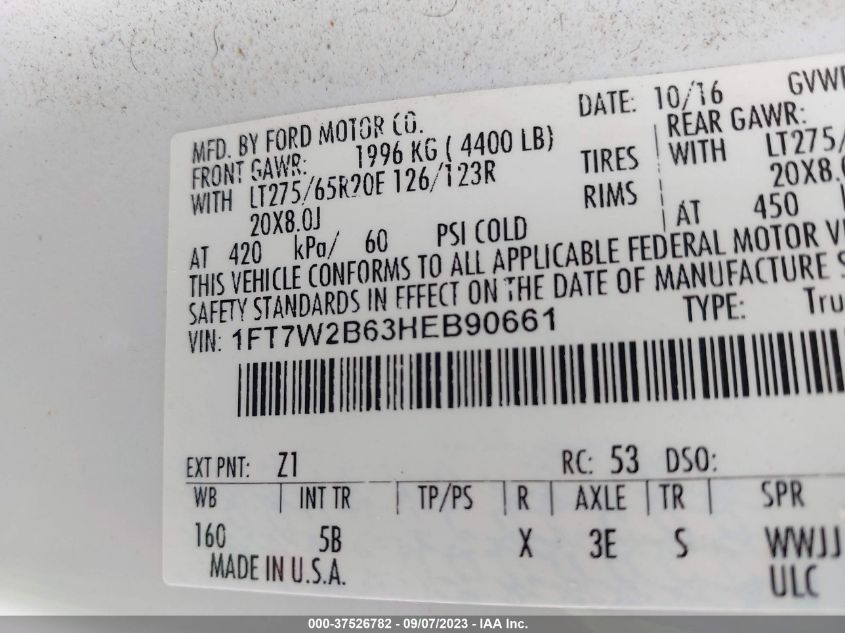 MFD. BY FORD MOTOR CO. DATE: 10/16 GVWR
FRONT GAWR: 1996 KG ( 4400 LB) REAR GAWR:
WITH LT275/65R20E 126/123R TIRES WITH LT275/
20X8.0J RIMS 20X8.0
AT 420 kPa/ 60 PSI COLD AT 450
THIS VEHICLE CONFORMS TO ALL APPLICABLE FEDERAL MOTOR V
SAFETY STANDARDS IN EFFECT ON THE DATE OF MANUFACTURE S
VIN: 1FT7W2B63HEB90661 TYPE: Tru
EXT PNT: Z1 RC: 53 DSO:
WB INT TR TP/PS R AXLE TR SPR
160 5B X 3E S WWJJ
MADE IN U.S.A. ULC
000-37526782 - 09/07/2023 - IAA Inc.